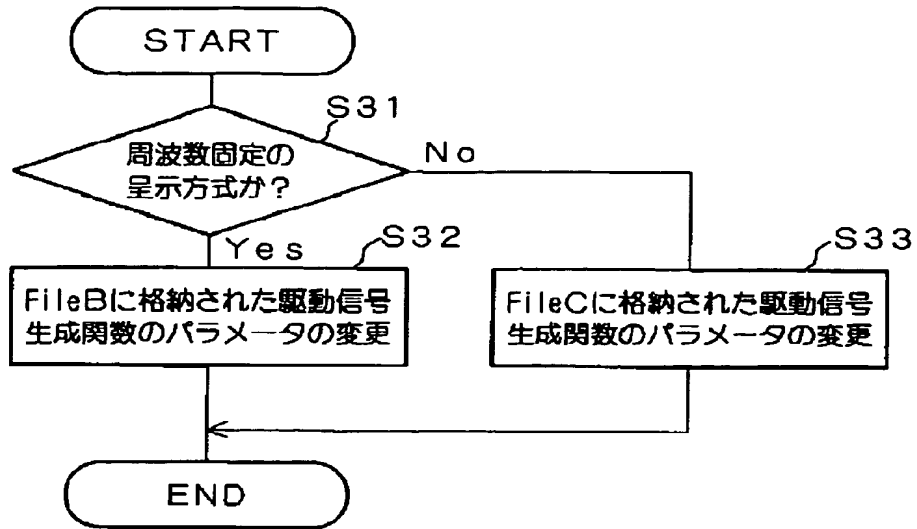 START
S31
周波数固定の
呈示方式か?
No
Yes
S32
FileBに格納された駆動信号
生成関数のパラメータの変更
S33
FileCに格納された駆動信号
生成関数のパラメータの変更
END